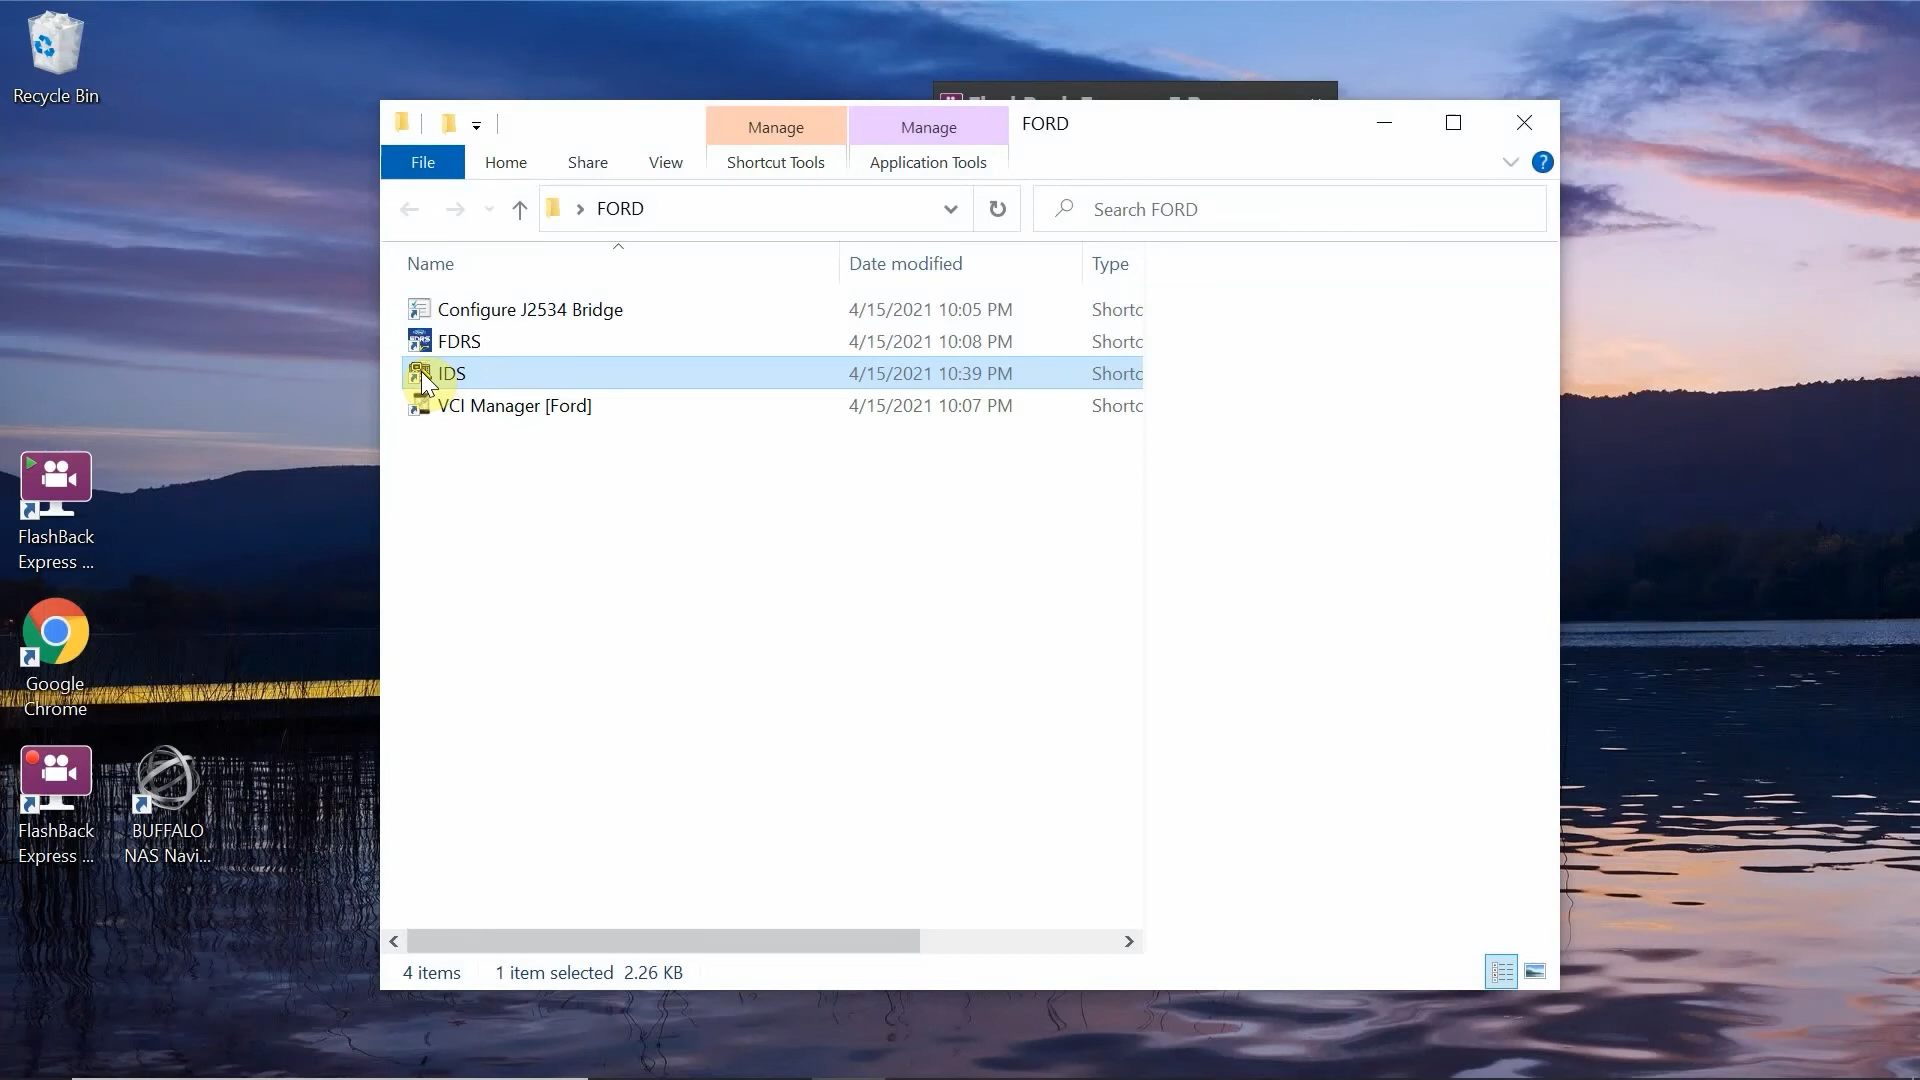 Recycle Bin
Manage
Manage
FORD
File
Home
Share
View
Shortcut Tools
Application Tools
?
FORD
Search FORD
Name
Date modified
Type
Configure J2534 Bridge
4/15/2021 10:05 PM
Shortc
FDRS
4/15/2021 10:08 PM
Shortc
IDS
4/15/2021 10:39 PM
Shortc
VCI Manager [Ford]
4/15/2021 10:07 PM
Shortc
FlashBack
Express ...
Google
Chrome
FlashBack
Express ...
BUFFALO
NAS Navi...
4 items
1 item selected 2.26 KB